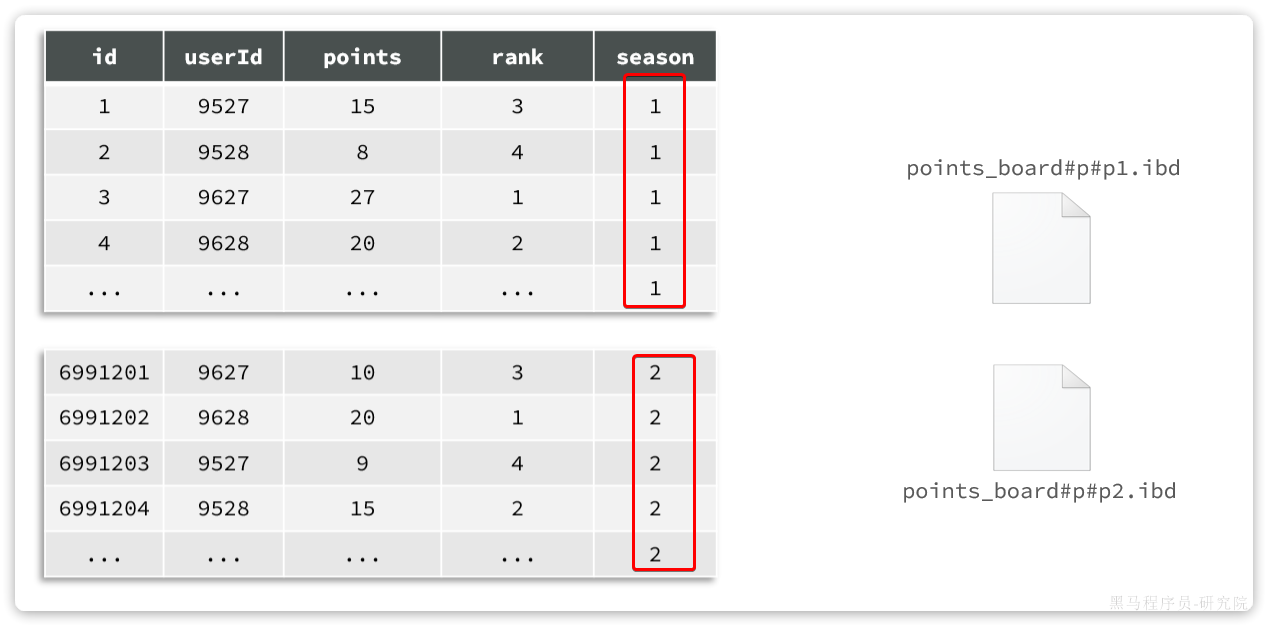 id userId points rank season
1 9527 15 3 1
2 9528 8 4 1
3 9627 27 1 1
4 9628 20 2 1
... ... ... ... 1
6991201 9627 10 3 2
6991202 9628 20 1 2
6991203 9527 9 4 2
6991204 9528 15 2 2
... ... ... ... 2
points_board#p#p1.ibd
points_board#p#p2.ibd
黑马程序员-研究院